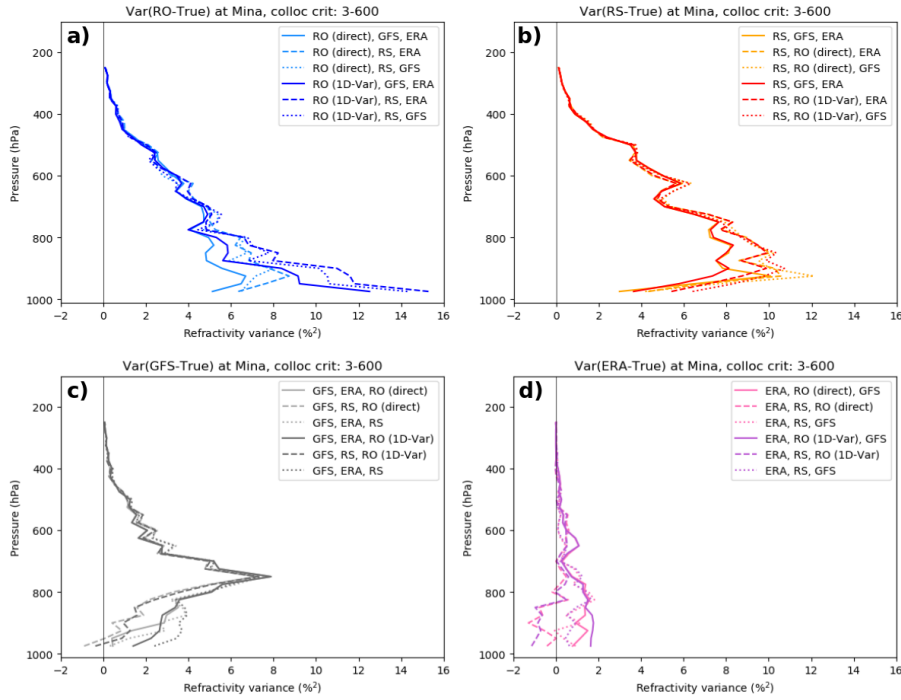 Var(RO-True) at Mina, colloc crit: 3-600
a)
RO (direct), GFS, ERA
RO (direct), RS, ERA
RO (direct), RS, GFS
RO (1D-Var), GFS, ERA
RO (1D-Var), RS, ERA
RO (1D-Var), RS, GFS
Pressure (hPa)
200
400
600
800
1000
−2 0 2 4 6 8 10 12 14 16
Refractivity variance (%²)
Var(RS-True) at Mina, colloc crit: 3-600
b)
RS, GFS, ERA
RS, RO (direct), ERA
RS, RO (direct), GFS
RS, GFS, ERA
RS, RO (1D-Var), ERA
RS, RO (1D-Var), GFS
Pressure (hPa)
200
400
600
800
1000
−2 0 2 4 6 8 10 12 14 16
Refractivity variance (%²)
Var(GFS-True) at Mina, colloc crit: 3-600
c)
GFS, ERA, RO (direct)
GFS, RS, RO (direct)
GFS, ERA, RS
GFS, ERA, RO (1D-Var)
GFS, RS, RO (1D-Var)
GFS, ERA, RS
Pressure (hPa)
200
400
600
800
1000
−2 0 2 4 6 8 10 12 14 16
Refractivity variance (%²)
Var(ERA-True) at Mina, colloc crit: 3-600
d)
ERA, RO (direct), GFS
ERA, RS, RO (direct)
ERA, RS, GFS
ERA, RO (1D-Var), GFS
ERA, RS, RO (1D-Var)
ERA, RS, GFS
Pressure (hPa)
200
400
600
800
1000
−2 0 2 4 6 8 10 12 14 16
Refractivity variance (%²)